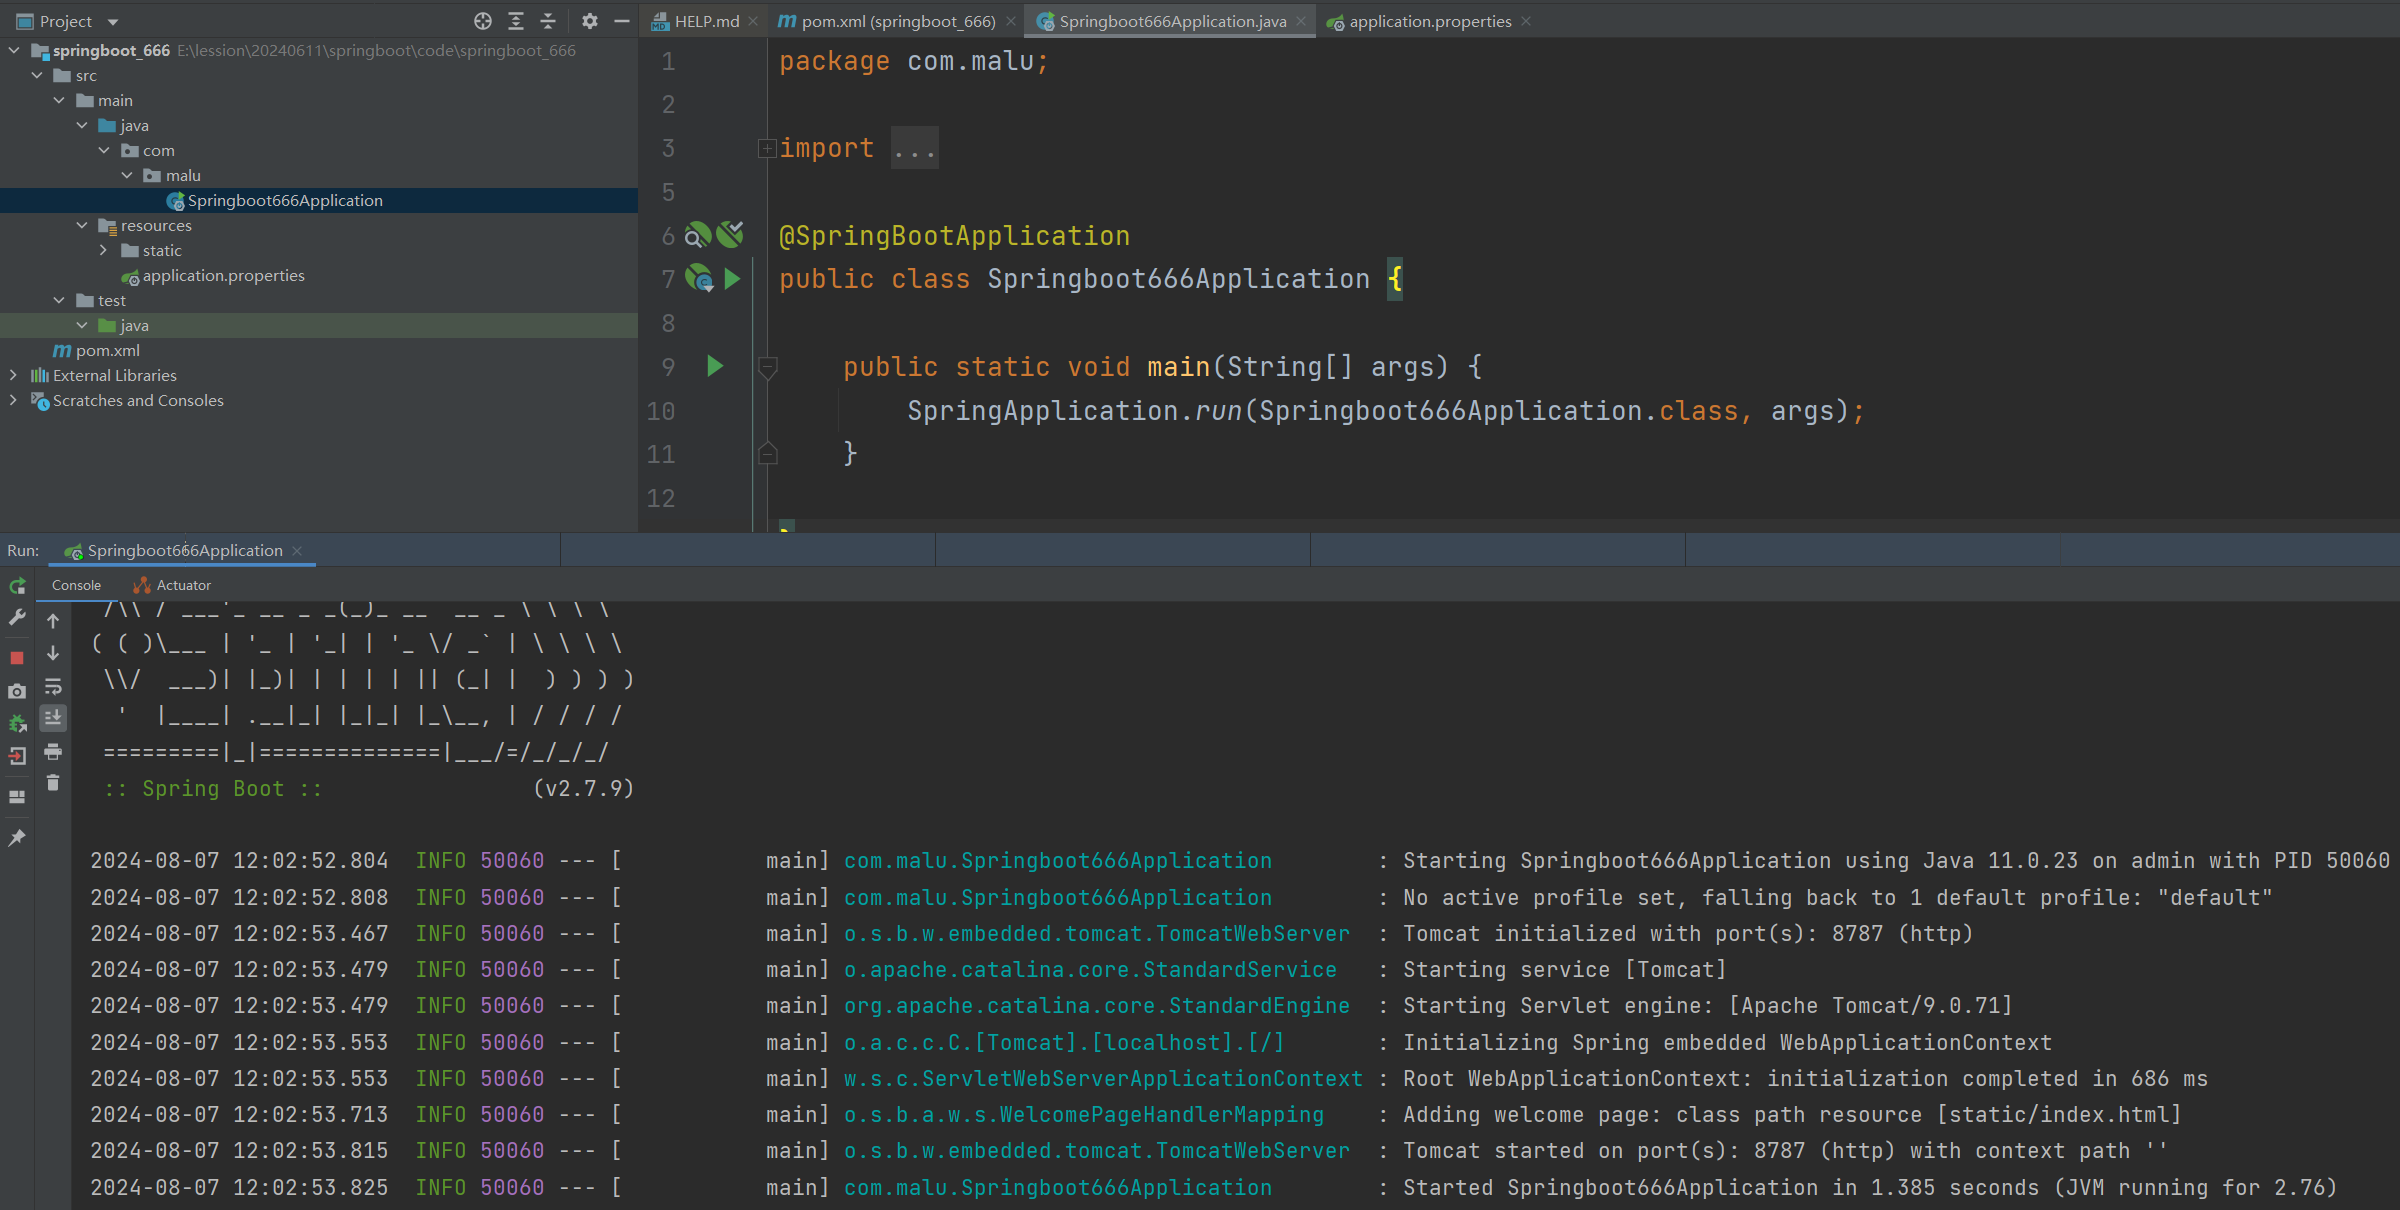 Project
springboot_666 E:\lession\20240611\springboot\code\springboot_666
src
main
java
com
malu
Springboot666Application
resources
static
application.properties
test
java
pom.xml
External Libraries
Scratches and Consoles
HELP.md
pom.xml (springboot_666)
Springboot666Application.java
application.properties
1 package com.malu;
2
3 import ...
5
6 @SpringBootApplication
7 public class Springboot666Application {
8
9 public static void main(String[] args) {
10 SpringApplication.run(Springboot666Application.class, args);
11 }
12
Run: Springboot666Application
Console Actuator
 /\\ / ___'_ __ _ _(_)_ __  __ _ \ \ \ \
( ( )\___ | '_ | '_| | '_ \/ _` | \ \ \ \
 \\/  ___)| |_)| | | | | || (_| |  ) ) ) )
  '  |____| .__|_| |_|_| |_\__, | / / / /
 =========|_|==============|___/=/_/_/_/
 :: Spring Boot ::                (v2.7.9)
2024-08-07 12:02:52.804  INFO 50060 --- [           main] com.malu.Springboot666Application        : Starting Springboot666Application using Java 11.0.23 on admin with PID 50060
2024-08-07 12:02:52.808  INFO 50060 --- [           main] com.malu.Springboot666Application        : No active profile set, falling back to 1 default profile: "default"
2024-08-07 12:02:53.467  INFO 50060 --- [           main] o.s.b.w.embedded.tomcat.TomcatWebServer  : Tomcat initialized with port(s): 8787 (http)
2024-08-07 12:02:53.479  INFO 50060 --- [           main] o.apache.catalina.core.StandardService   : Starting service [Tomcat]
2024-08-07 12:02:53.479  INFO 50060 --- [           main] org.apache.catalina.core.StandardEngine  : Starting Servlet engine: [Apache Tomcat/9.0.71]
2024-08-07 12:02:53.553  INFO 50060 --- [           main] o.a.c.c.C.[Tomcat].[localhost].[/]       : Initializing Spring embedded WebApplicationContext
2024-08-07 12:02:53.553  INFO 50060 --- [           main] w.s.c.ServletWebServerApplicationContext : Root WebApplicationContext: initialization completed in 686 ms
2024-08-07 12:02:53.713  INFO 50060 --- [           main] o.s.b.a.w.s.WelcomePageHandlerMapping    : Adding welcome page: class path resource [static/index.html]
2024-08-07 12:02:53.815  INFO 50060 --- [           main] o.s.b.w.embedded.tomcat.TomcatWebServer  : Tomcat started on port(s): 8787 (http) with context path ''
2024-08-07 12:02:53.825  INFO 50060 --- [           main] com.malu.Springboot666Application        : Started Springboot666Application in 1.385 seconds (JVM running for 2.76)